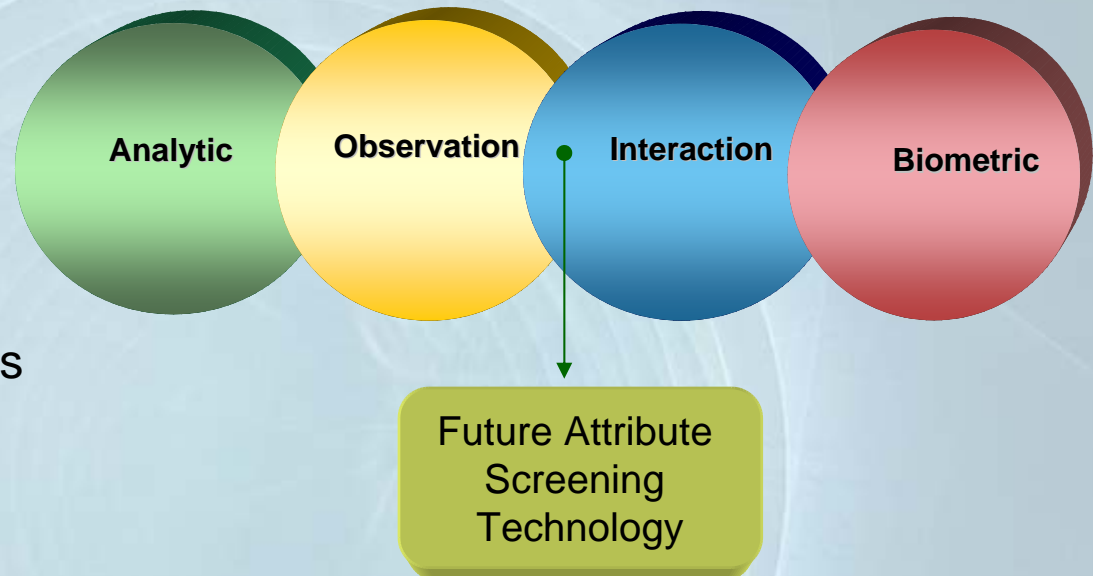 Analytic
Observation
Interaction
Biometric
s
Future Attribute
Screening
Technology